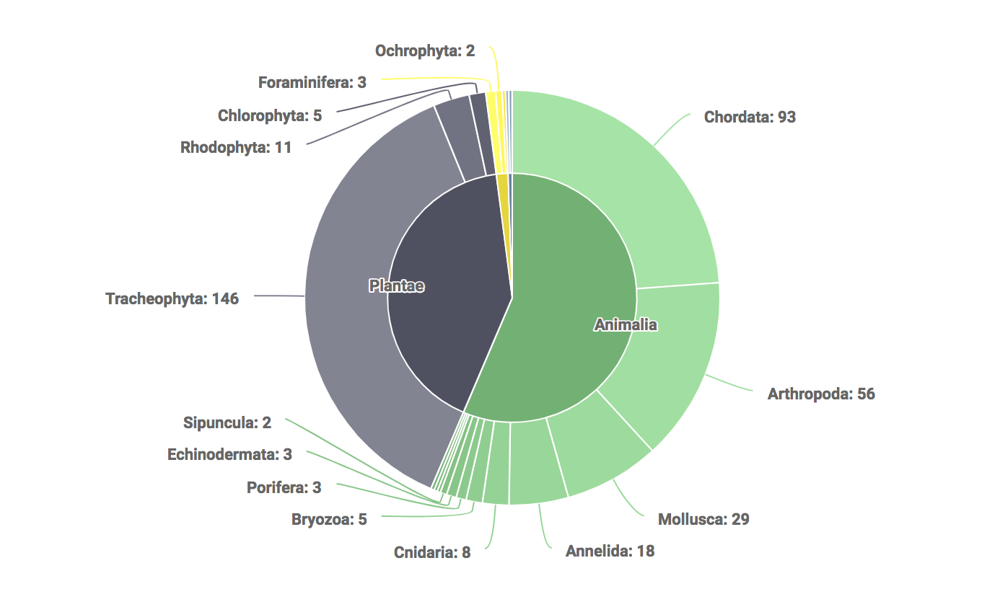 Ochrophyta: 2
Foraminifera: 3
Chlorophyta: 5
Chordata: 93
Rhodophyta: 11
Plantae
Tracheophyta: 146
Animalia
Arthropoda: 56
Sipuncula: 2
Echinodermata: 3
Porifera: 3
Bryozoa: 5
Mollusca: 29
Cnidaria: 8
Annelida: 18